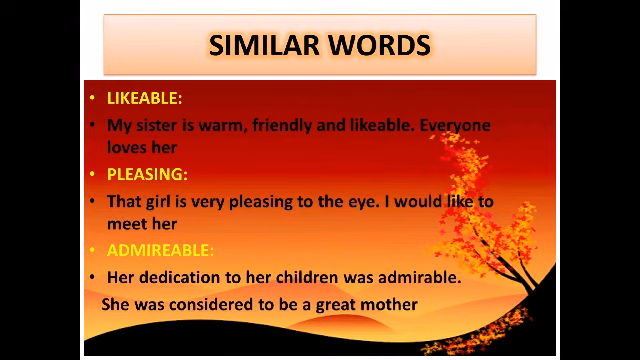 SIMILAR WORDS
• LIKEABLE:
• My sister is warm, friendly and likeable. Everyone
loves her
• PLEASING:
• That girl is very pleasing to the eye. I would like to
meet her
• ADMIREABLE:
• Her dedication to her children was admirable.
She was considered to be a great mother